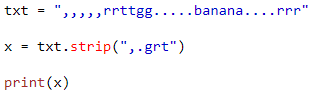 txt = ",,,,,rrttgg.....banana....rrr"
x = txt.strip(",.grt")
print(x)